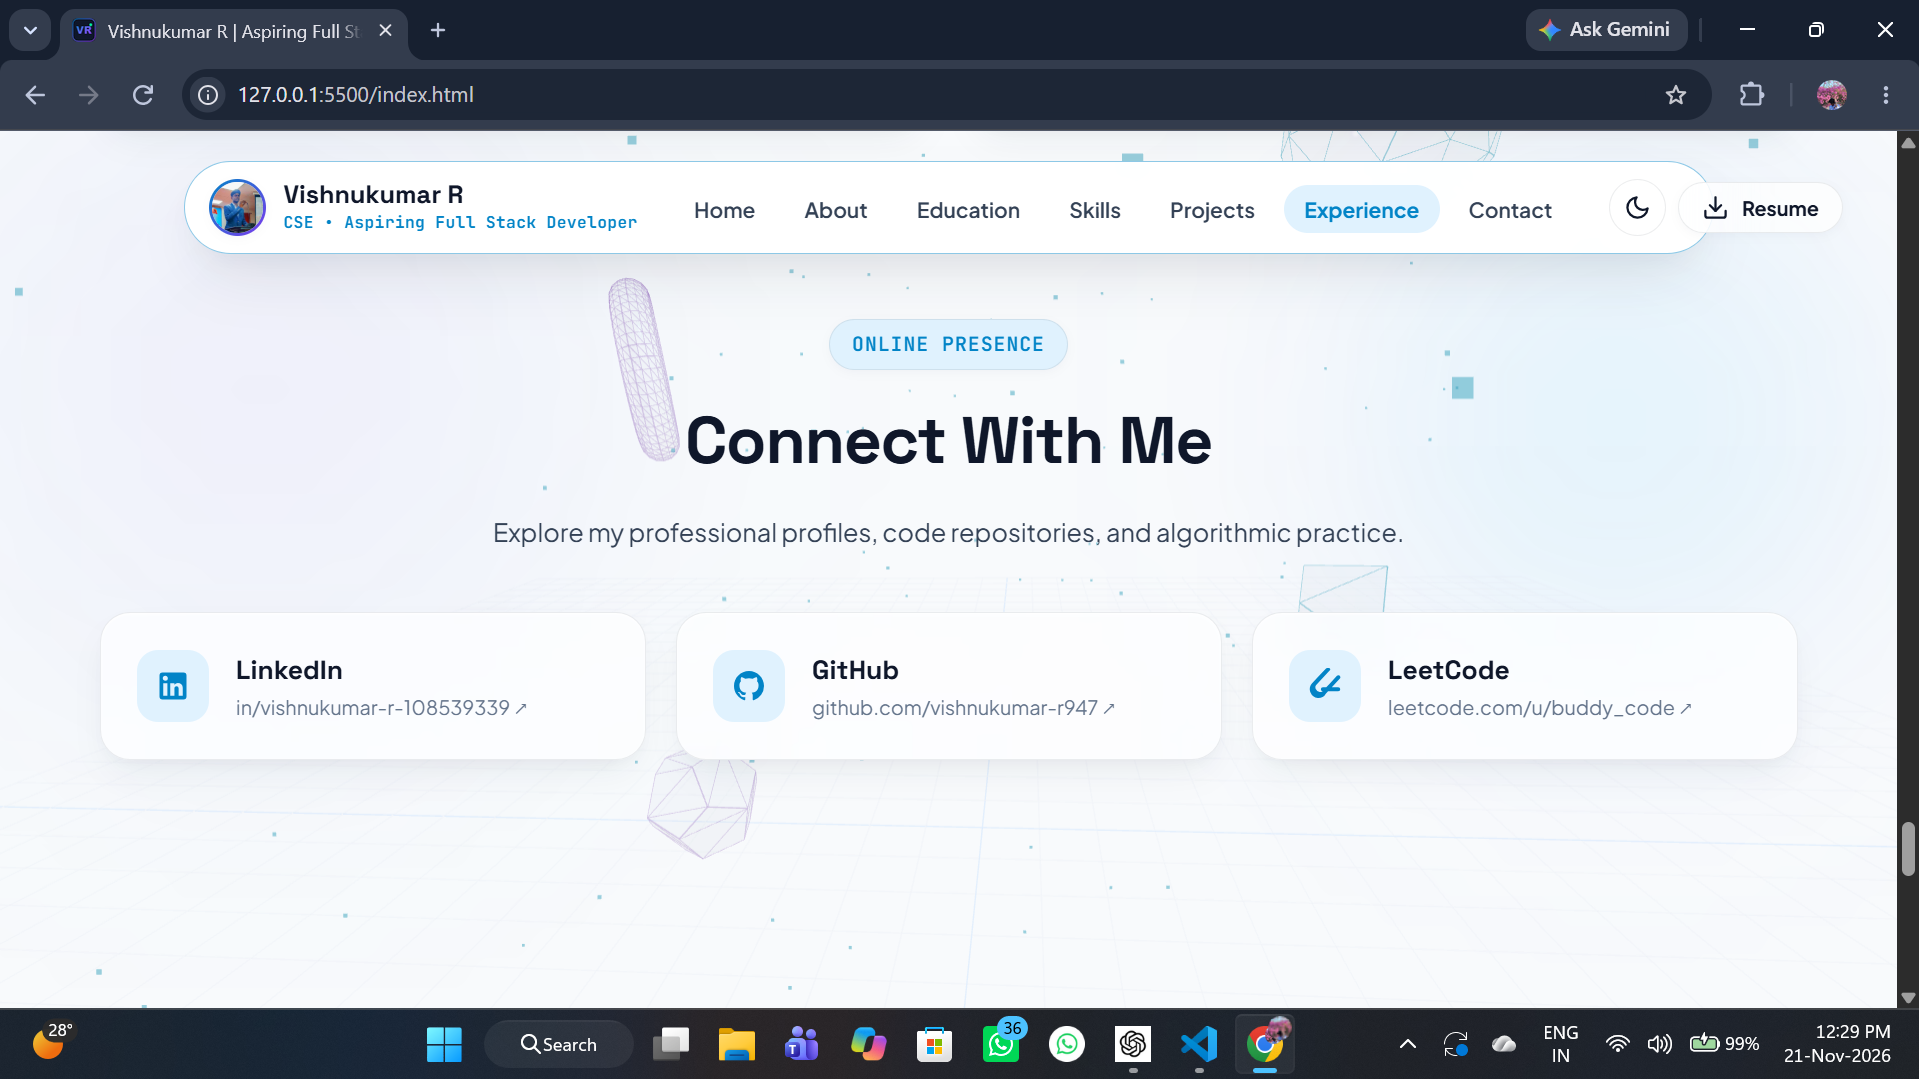 VR Vishnukumar R | Aspiring Full St
Ask Gemini
127.0.0.1:5500/index.html
Vishnukumar R
CSE • Aspiring Full Stack Developer
Home
About
Education
Skills
Projects
Experience
Contact
Resume
ONLINE PRESENCE
Connect With Me
Explore my professional profiles, code repositories, and algorithmic practice.
LinkedIn
in/vishnukumar-r-108539339 ↗
GitHub
github.com/vishnukumar-r947 ↗
LeetCode
leetcode.com/u/buddy_code ↗
28°
Search
36
ENG
IN
99%
12:29 PM
21-Nov-2026